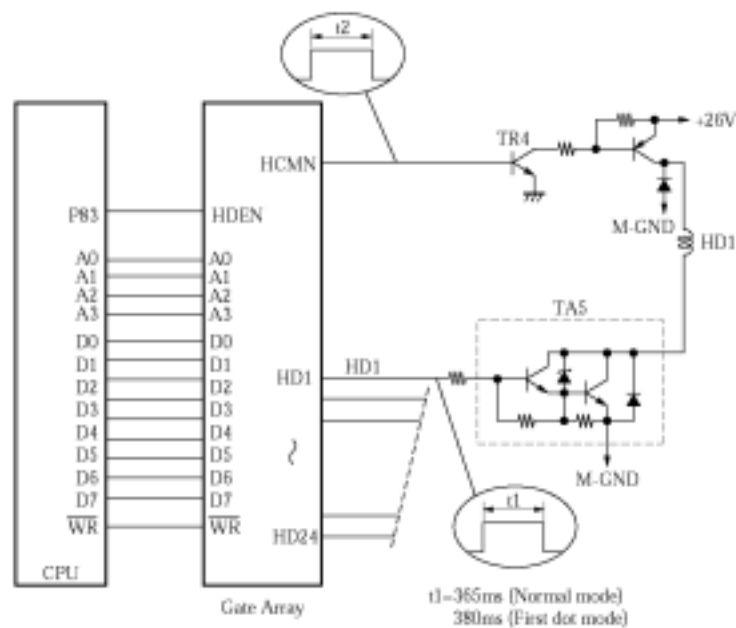 t2
+26V
TR4
HCMN
M-GND
HD1
P83
HDEN
A0
A1
A2
A3
D0
D1
D2
D3
D4
D5
D6
D7
WR
A0
A1
A2
A3
D0
D1
D2
D3
D4
D5
D6
D7
WR
TA5
HD1
HD1
M-GND
HD24
t1
CPU
Gate Array
t1=365ms (Normal mode)
380ms (First dot mode)